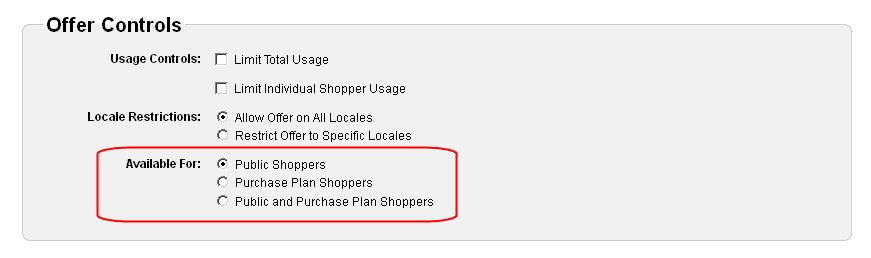 Offer Controls
Usage Controls: Limit Total Usage
Limit Individual Shopper Usage
Locale Restrictions: Allow Offer on All Locales
Restrict Offer to Specific Locales
Available For: Public Shoppers
Purchase Plan Shoppers
Public and Purchase Plan Shoppers